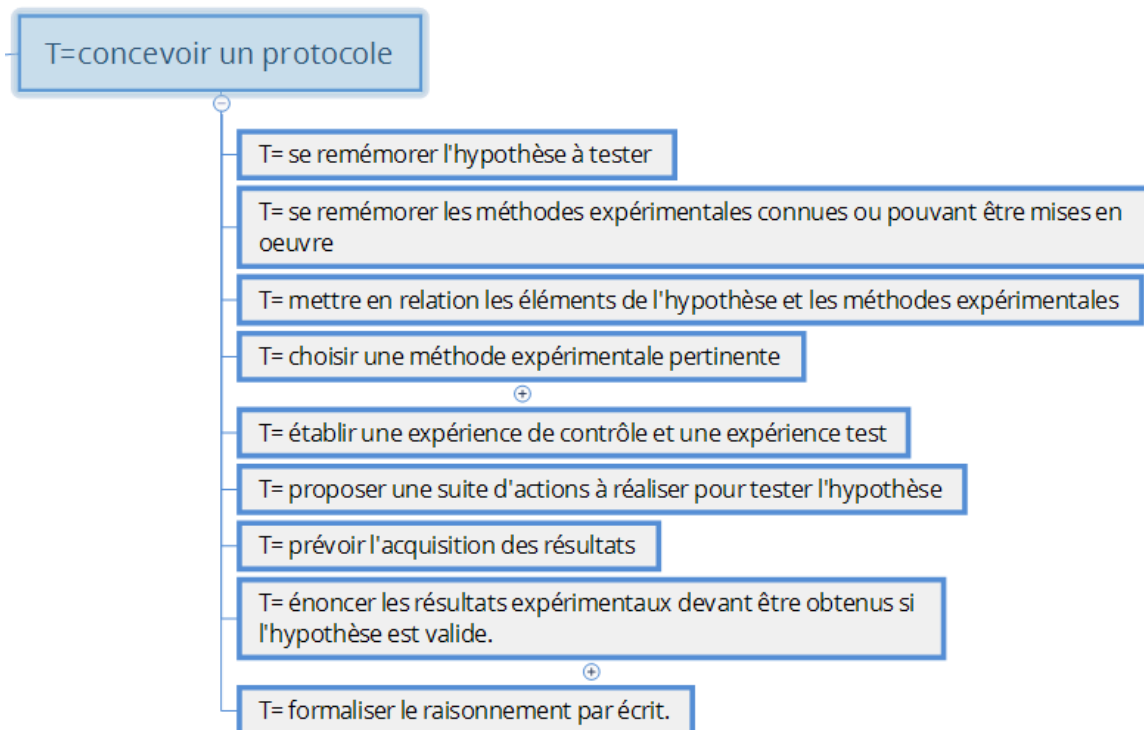 T=concevoir un protocole
T= se remémorer l'hypothèse à tester
T= se remémorer les méthodes expérimentales connues ou pouvant être mises en
oeuvre
T= mettre en relation les éléments de l'hypothèse et les méthodes expérimentales
T= choisir une méthode expérimentale pertinente
T= établir une expérience de contrôle et une expérience test
T= proposer une suite d'actions à réaliser pour tester l'hypothèse
T= prévoir l'acquisition des résultats
T= énoncer les résultats expérimentaux devant être obtenus si
l'hypothèse est valide.
T= formaliser le raisonnement par écrit.